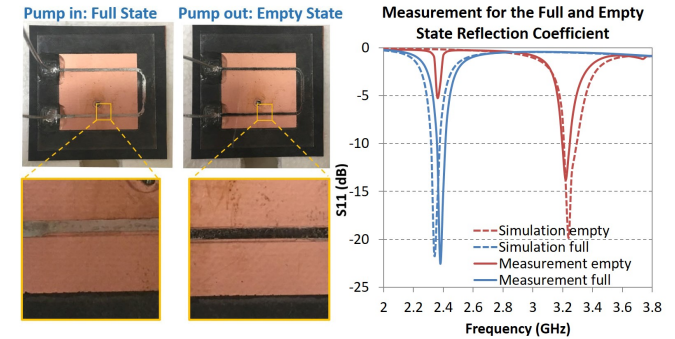 Pump in: Full State
Pump out: Empty State
Measurement for the Full and Empty
State Reflection Coefficient
0
-5
-10
-15
-20
-25
S11 (dB)
Simulation empty
Simulation full
Measurement empty
Measurement full
2 2.2 2.4 2.6 2.8 3 3.2 3.4 3.6 3.8
Frequency (GHz)